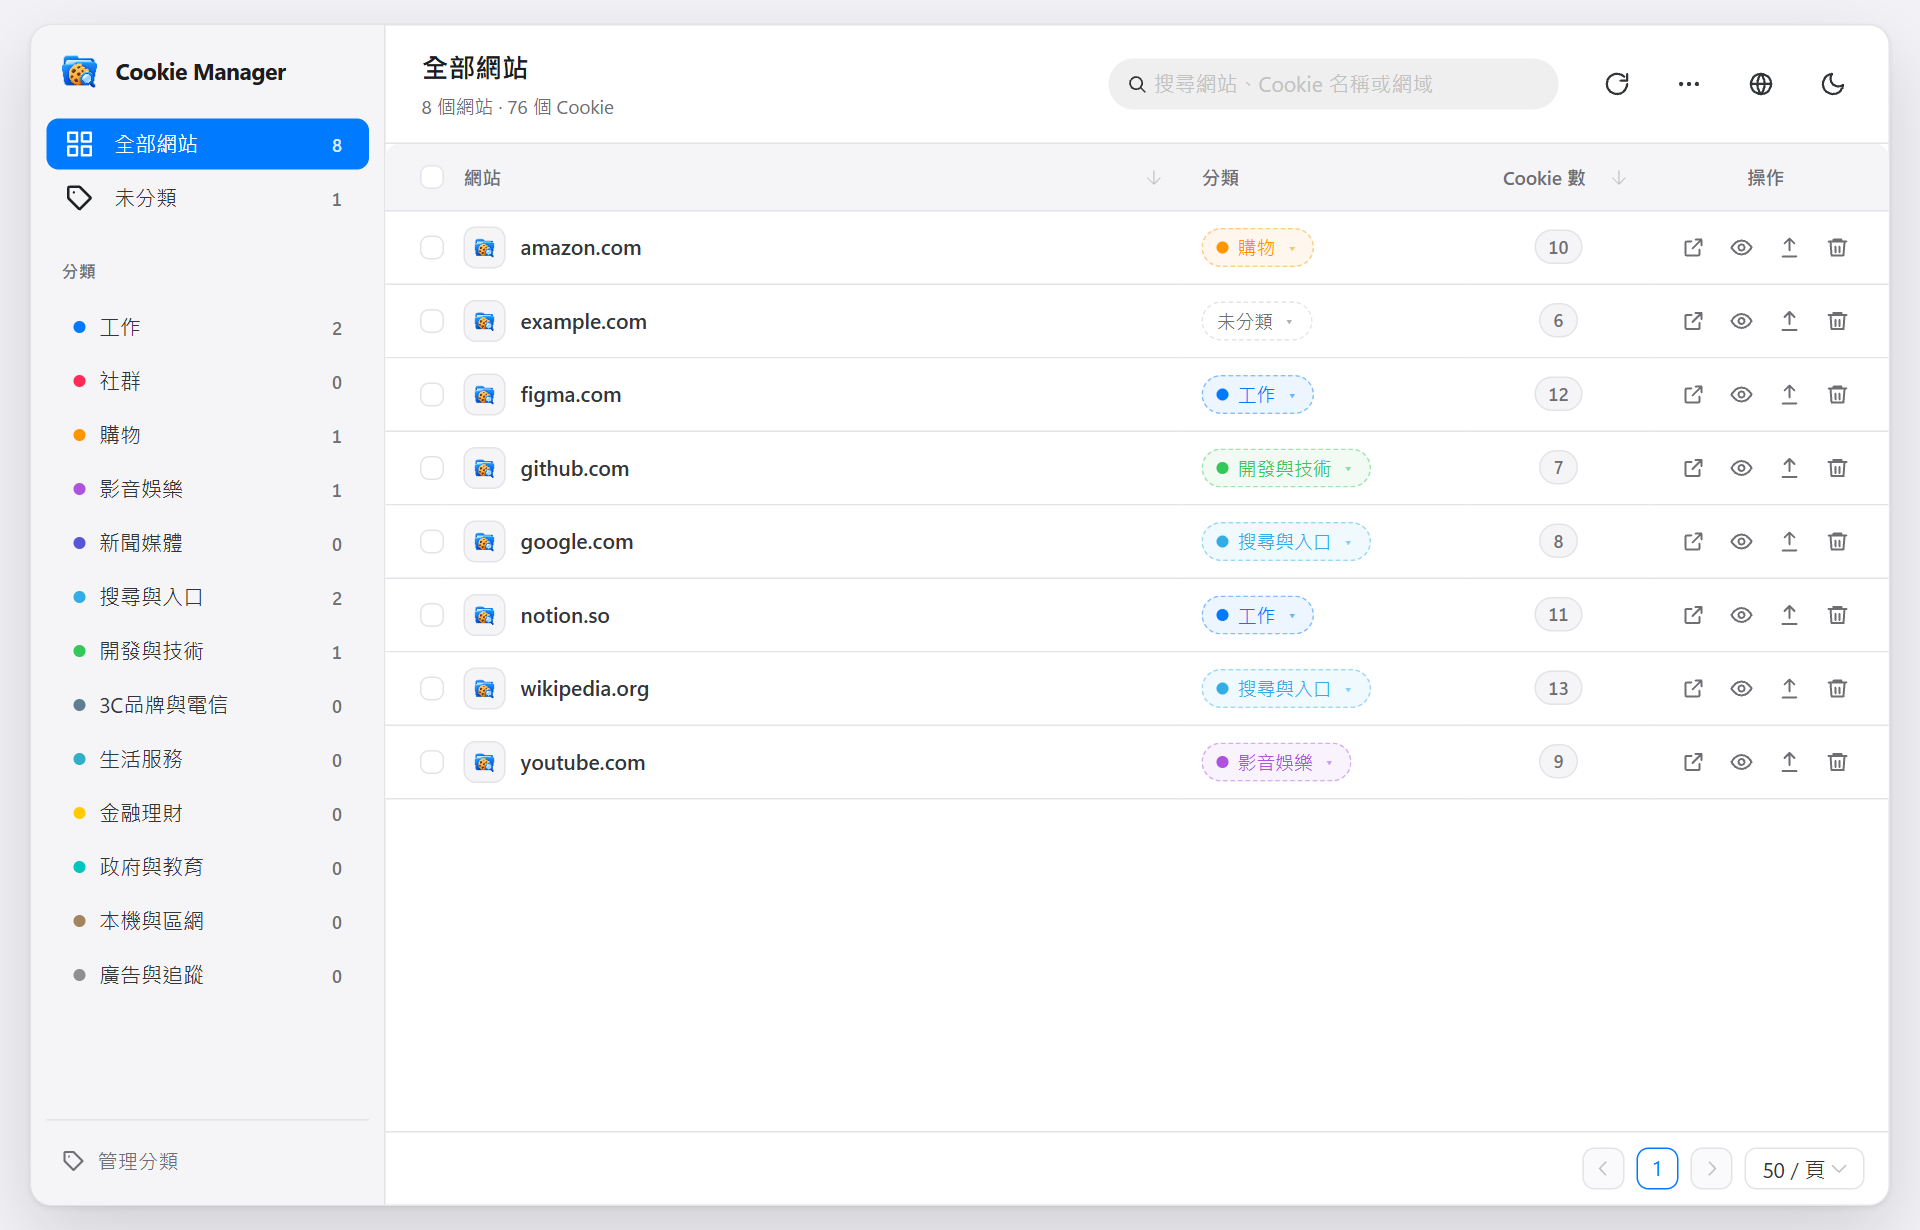 Cookie Manager
全部網站 8
未分類 1
分類
工作 2
社群 0
購物 1
影音娛樂 1
新聞媒體 0
搜尋與入口 2
開發與技術 1
3C品牌與電信 0
生活服務 0
金融理財 0
政府與教育 0
本機與區網 0
廣告與追蹤 0
管理分類
全部網站
8 個網站 · 76 個 Cookie
搜尋網站、Cookie 名稱或網域
網站 分類 Cookie 數 操作
amazon.com 購物 10
example.com 未分類 6
figma.com 工作 12
github.com 開發與技術 7
google.com 搜尋與入口 8
notion.so 工作 11
wikipedia.org 搜尋與入口 13
youtube.com 影音娛樂 9
1 50 / 頁